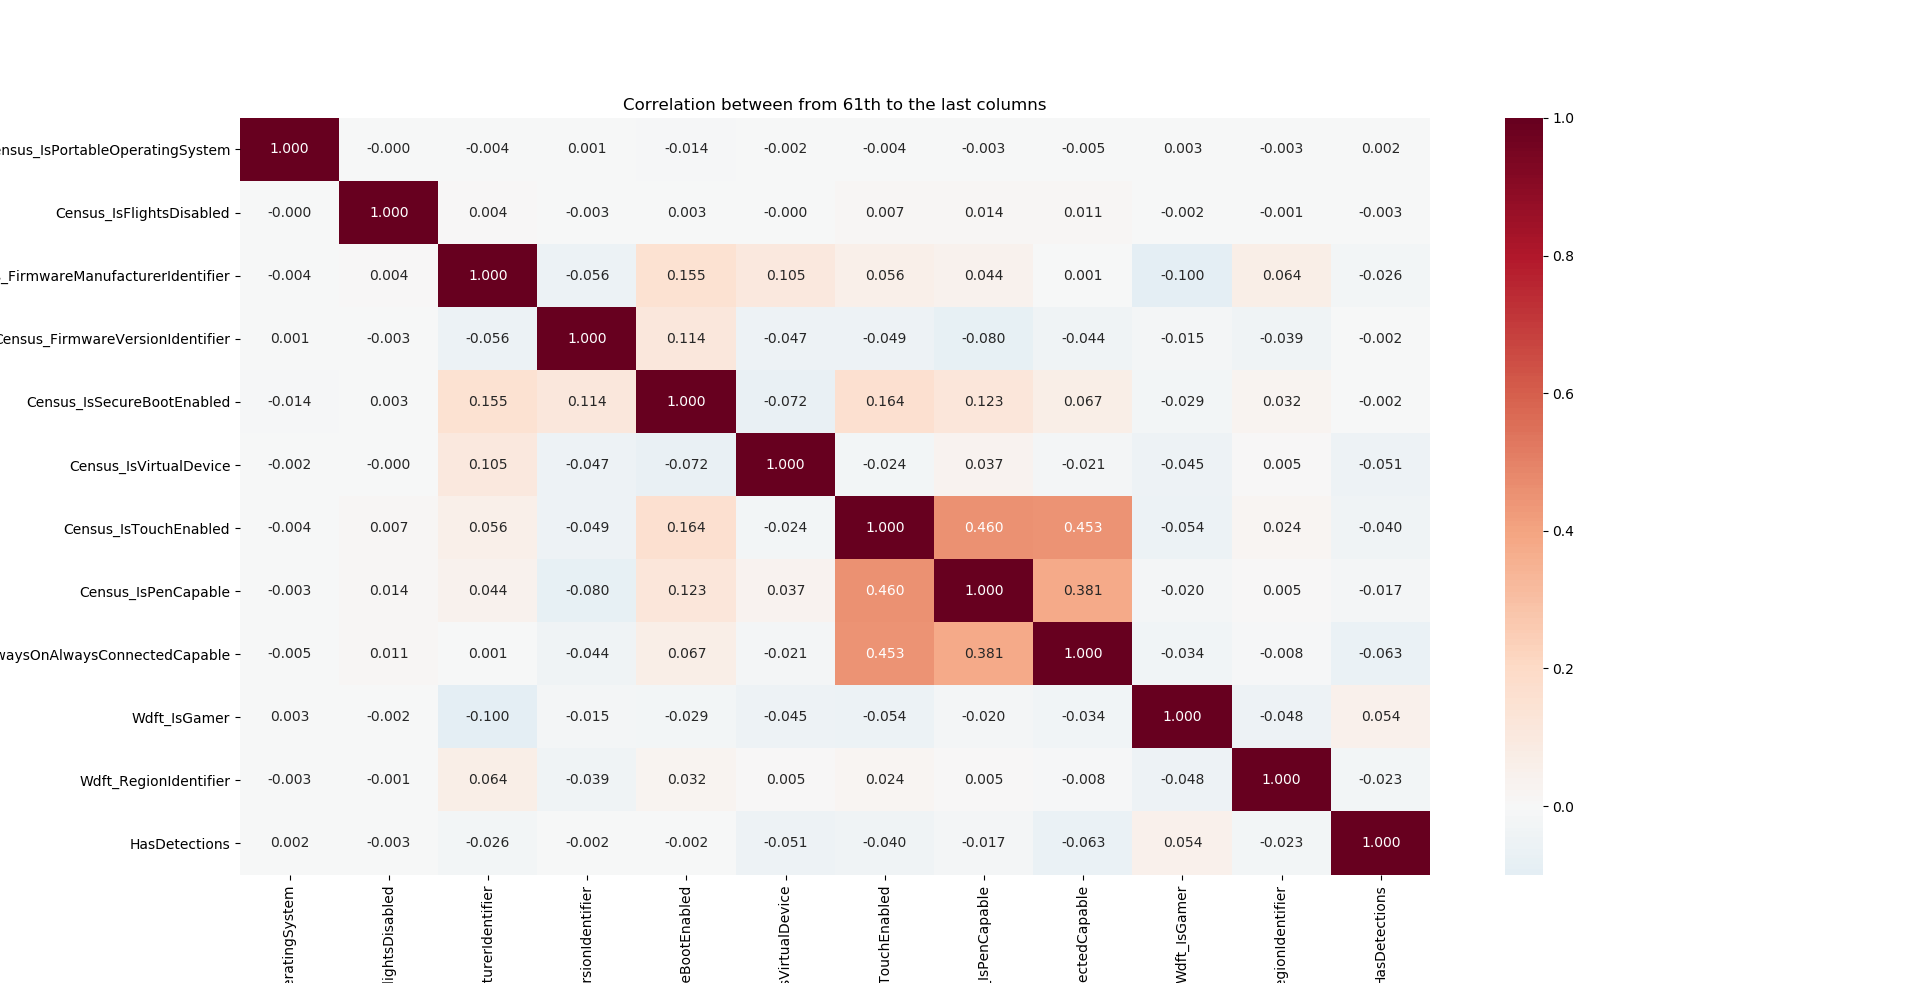 Correlation between from 61th to the last columns
ensus_IsPortableOperatingSystem 1.000 -0.000 -0.004 0.001 -0.014 -0.002 -0.004 -0.003 -0.005 0.003 -0.003 0.002
Census_IsFlightsDisabled -0.000 1.000 0.004 -0.003 0.003 -0.000 0.007 0.014 0.011 -0.002 -0.001 -0.003
_FirmwareManufacturerIdentifier -0.004 0.004 1.000 -0.056 0.155 0.105 0.056 0.044 0.001 -0.100 0.064 -0.026
Census_FirmwareVersionIdentifier 0.001 -0.003 -0.056 1.000 0.114 -0.047 -0.049 -0.080 -0.044 -0.015 -0.039 -0.002
Census_IsSecureBootEnabled -0.014 0.003 0.155 0.114 1.000 -0.072 0.164 0.123 0.067 -0.029 0.032 -0.002
Census_IsVirtualDevice -0.002 -0.000 0.105 -0.047 -0.072 1.000 -0.024 0.037 -0.021 -0.045 0.005 -0.051
Census_IsTouchEnabled -0.004 0.007 0.056 -0.049 0.164 -0.024 1.000 0.460 0.453 -0.054 0.024 -0.040
Census_IsPenCapable -0.003 0.014 0.044 -0.080 0.123 0.037 0.460 1.000 0.381 -0.020 0.005 -0.017
waysOnAlwaysConnectedCapable -0.005 0.011 0.001 -0.044 0.067 -0.021 0.453 0.381 1.000 -0.034 -0.008 -0.063
Wdft_IsGamer 0.003 -0.002 -0.100 -0.015 -0.029 -0.045 -0.054 -0.020 -0.034 1.000 -0.048 0.054
Wdft_RegionIdentifier -0.003 -0.001 0.064 -0.039 0.032 0.005 0.024 0.005 -0.008 -0.048 1.000 -0.023
HasDetections 0.002 -0.003 -0.026 -0.002 -0.002 -0.051 -0.040 -0.017 -0.063 0.054 -0.023 1.000
eratingSystem
lightsDisabled
turerIdentifier
rsionIdentifier
eBootEnabled
sVirtualDevice
TouchEnabled
_IsPenCapable
ectedCapable
Wdft_IsGamer
egionIdentifier
HasDetections
1.0
0.8
0.6
0.4
0.2
0.0